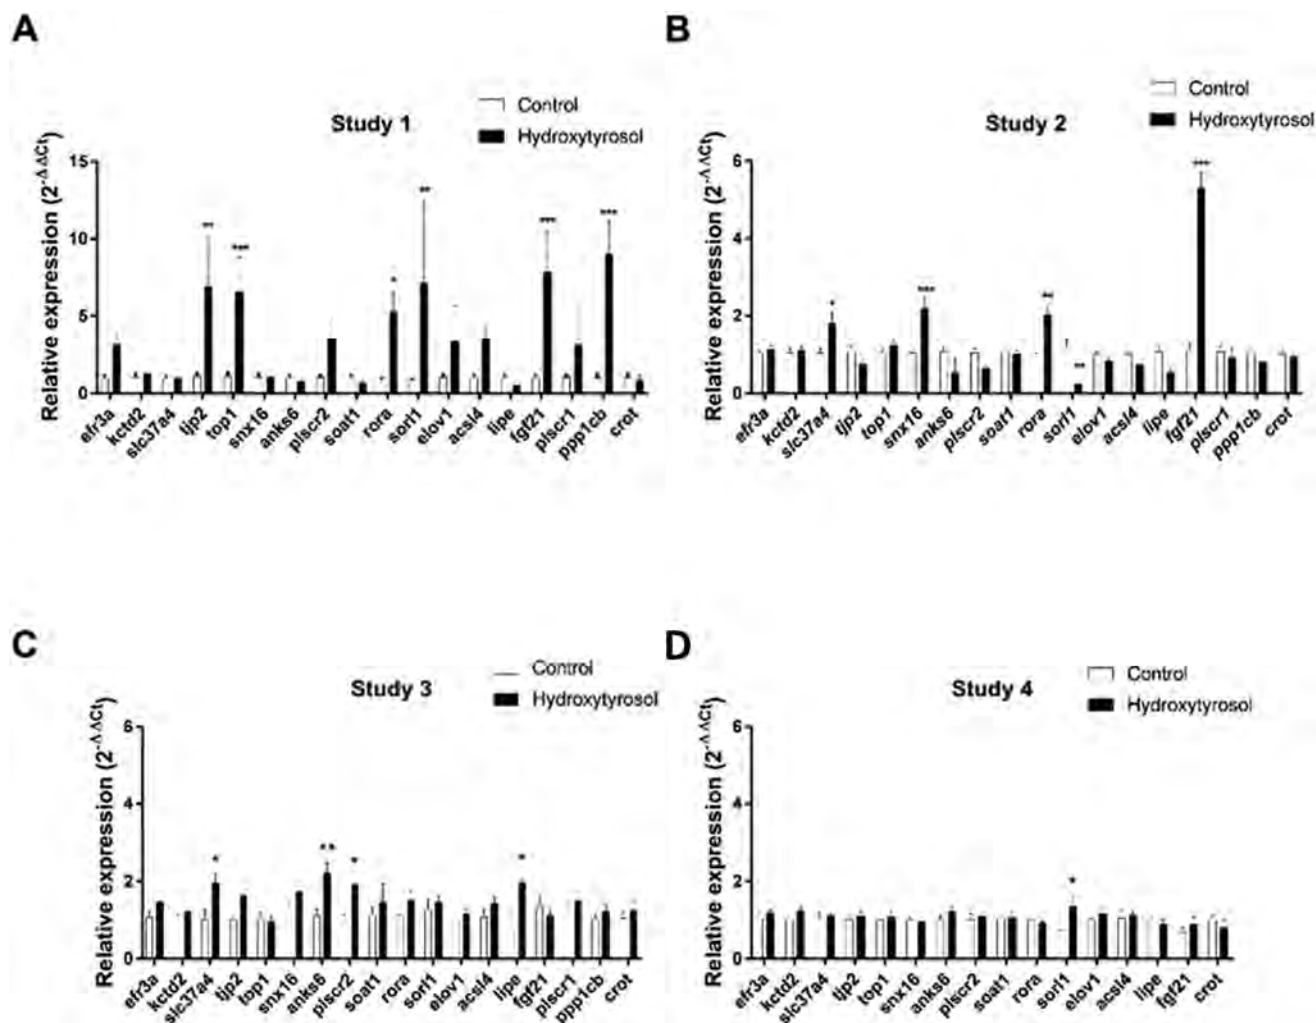 A
Study 1
Control
Hydroxytyrosol
Relative expression (2^-ΔΔCt)
15
10
5
0
** *** * ** *** ***
efr3a kctd2 slc37a4 tjp2 top1 snx16 anks6 plscr2 soat1 rora sorl1 elov1 acsl4 lipe fgf21 plscr1 ppp1cb crot
B
Study 2
Control
Hydroxytyrosol
Relative expression (2^-ΔΔCt)
6
4
2
0
* *** ** ** ***
efr3a kctd2 slc37a4 tjp2 top1 snx16 anks6 plscr2 soat1 rora sorl1 elov1 acsl4 lipe fgf21 plscr1 ppp1cb crot
C
Study 3
Control
Hydroxytyrosol
Relative expression (2^-ΔΔCt)
6
4
2
0
* ** * *
efr3a kctd2 slc37a4 tjp2 top1 snx16 anks6 plscr2 soat1 rora sorl1 elov1 acsl4 lipe fgf21 plscr1 ppp1cb crot
D
Study 4
Control
Hydroxytyrosol
Relative expression (2^-ΔΔCt)
6
4
2
0
*
efr3a kctd2 slc37a4 tjp2 top1 snx16 anks6 plscr2 soat1 rora sorl1 elov1 acsl4 lipe fgf21 crot